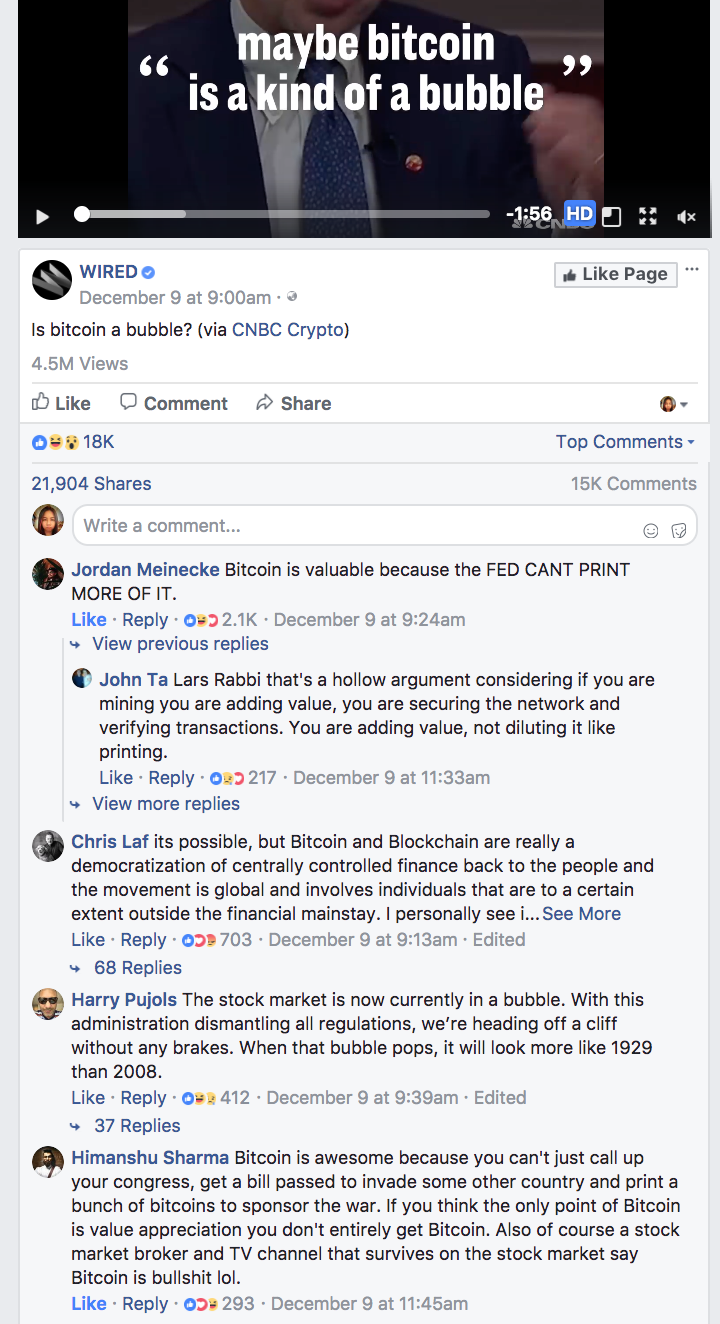 “ maybe bitcoin ”
is a kind of a bubble
-1:56 HD
CNBC
WIRED
Like Page
December 9 at 9:00am ·
Is bitcoin a bubble? (via CNBC Crypto)
4.5M Views
Like Comment Share
18K Top Comments
21,904 Shares 15K Comments
Write a comment...
Jordan Meinecke Bitcoin is valuable because the FED CANT PRINT
MORE OF IT.
Like · Reply · 2.1K · December 9 at 9:24am
View previous replies
John Ta Lars Rabbi that's a hollow argument considering if you are
mining you are adding value, you are securing the network and
verifying transactions. You are adding value, not diluting it like
printing.
Like · Reply · 217 · December 9 at 11:33am
View more replies
Chris Laf its possible, but Bitcoin and Blockchain are really a
democratization of centrally controlled finance back to the people and
the movement is global and involves individuals that are to a certain
extent outside the financial mainstay. I personally see i...See More
Like · Reply · 703 · December 9 at 9:13am · Edited
68 Replies
Harry Pujols The stock market is now currently in a bubble. With this
administration dismantling all regulations, we’re heading off a cliff
without any brakes. When that bubble pops, it will look more like 1929
than 2008.
Like · Reply · 412 · December 9 at 9:39am · Edited
37 Replies
Himanshu Sharma Bitcoin is awesome because you can't just call up
your congress, get a bill passed to invade some other country and print a
bunch of bitcoins to sponsor the war. If you think the only point of Bitcoin
is value appreciation you don't entirely get Bitcoin. Also of course a stock
market broker and TV channel that survives on the stock market say
Bitcoin is bullshit lol.
Like · Reply · 293 · December 9 at 11:45am